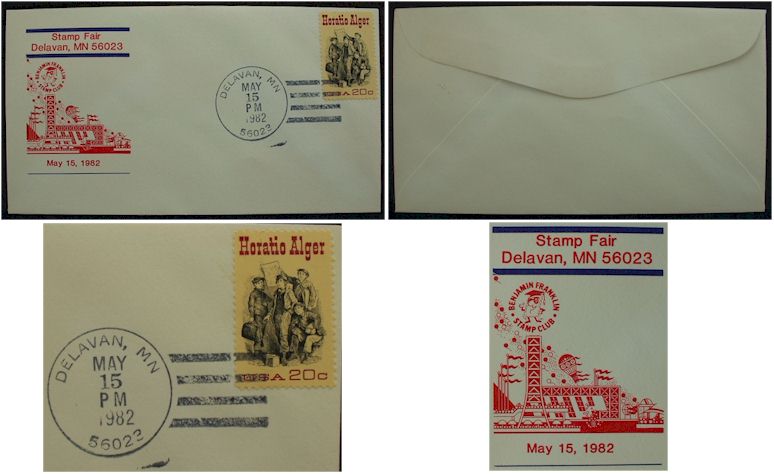 Stamp Fair
Delavan, MN 56023
BENJAMIN FRANKLIN
STAMP CLUB
May 15, 1982
DELAVAN, MN
MAY
15
PM
1982
56023
Horatio Alger
USA 20c
Horatio Alger
USA 20c
DELAVAN, MN
MAY
15
PM
1982
56023
Stamp Fair
Delavan, MN 56023
BENJAMIN FRANKLIN
STAMP CLUB
May 15, 1982